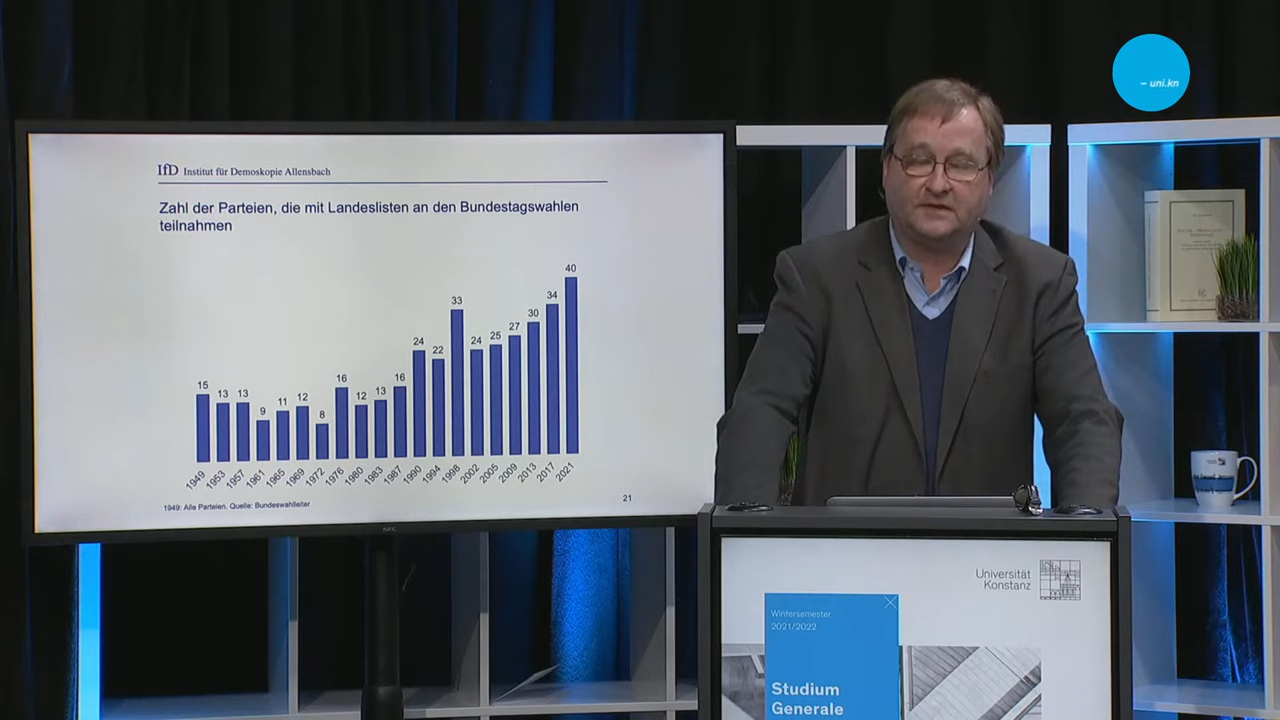 – uni.kn
IfD Institut für Demoskopie Allensbach
Zahl der Parteien, die mit Landeslisten an den Bundestagswahlen
teilnahmen
15 13 13 9 11 12 8 16 12 13 16 24 22 33 24 25 27 30 34 40
1949 1953 1957 1961 1965 1969 1972 1976 1980 1983 1987 1990 1994 1998 2002 2005 2009 2013 2017 2021
1949: Alle Parteien. Quelle: Bundeswahlleiter
21
NEC
Universität
Konstanz
Wintersemester
2021/2022
Studium
Generale